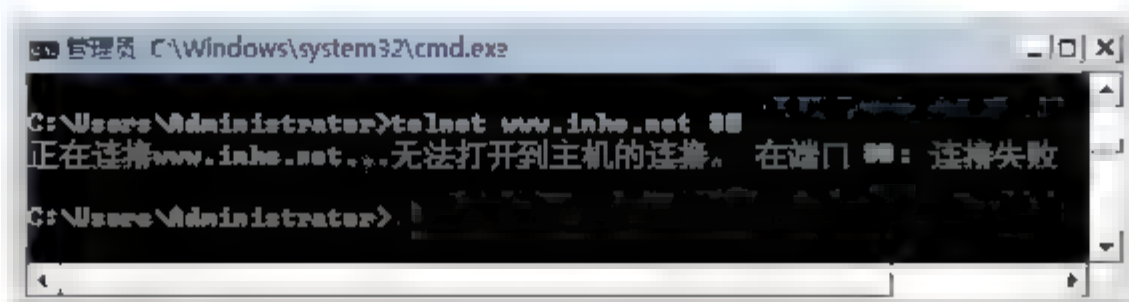 管理员 C:\Windows\system32\cmd.exe
C:\Users\Administrator>telnet www.inhe.net
正在连接www.inhe.net...无法打开到主机的连接。 在端口 : 连接失败
C:\Users\Administrator>